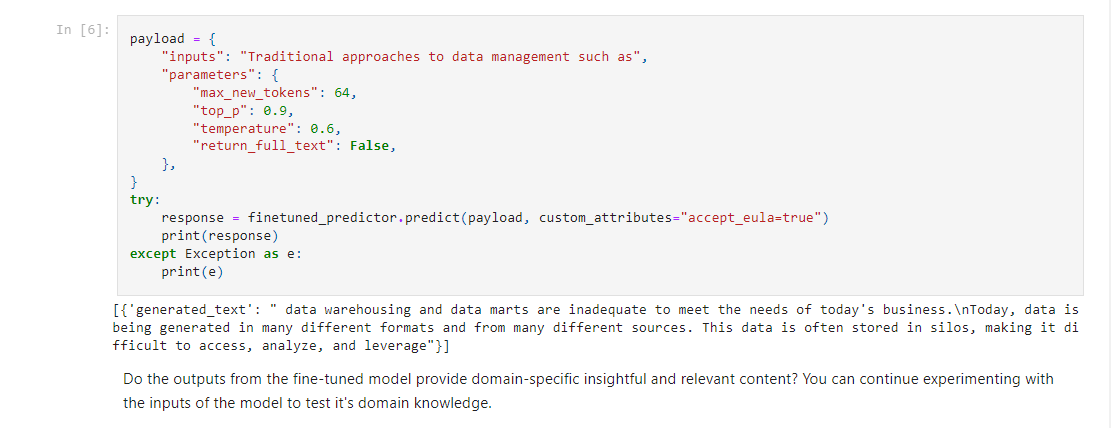 In [6]:
payload = {
    "inputs": "Traditional approaches to data management such as",
    "parameters": {
        "max_new_tokens": 64,
        "top_p": 0.9,
        "temperature": 0.6,
        "return_full_text": False,
    },
}
try:
    response = finetuned_predictor.predict(payload, custom_attributes="accept_eula=true")
    print(response)
except Exception as e:
    print(e)
[{'generated_text': " data warehousing and data marts are inadequate to meet the needs of today's business.\nToday, data is
being generated in many different formats and from many different sources. This data is often stored in silos, making it di
fficult to access, analyze, and leverage"}]
Do the outputs from the fine-tuned model provide domain-specific insightful and relevant content? You can continue experimenting with
the inputs of the model to test it's domain knowledge.